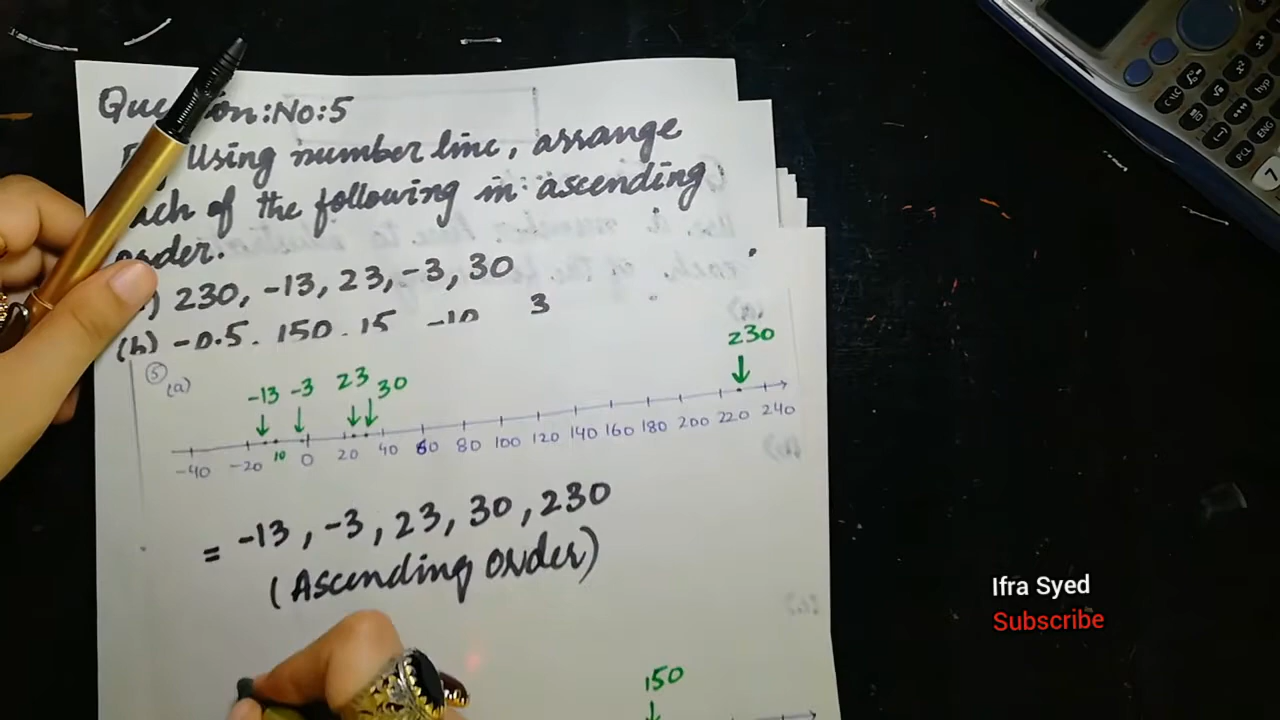 Question:No:5
Using number line, arrange
each of the following in ascending
order.
230, -13, 23, -3, 30
(b) -0.5, 150, 15 -10 3
5 (a)
-13 -3 23 30 230
-40 -20 10 0 20 40 60 80 100 120 140 160 180 200 220 240
= -13, -3, 23, 30, 230
(Ascending order)
150
Ifra Syed
Subscribe